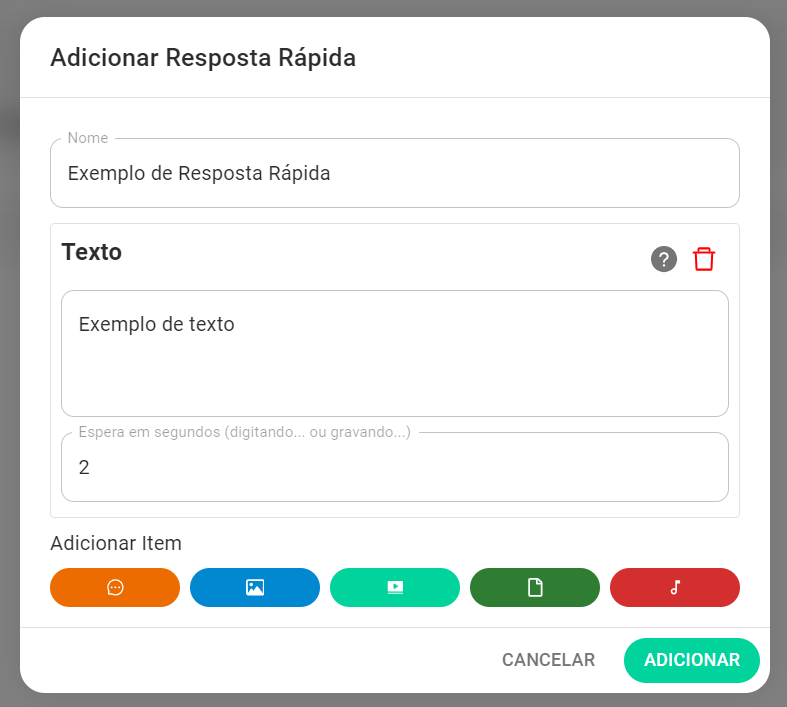 Adicionar Resposta Rápida
Nome
Exemplo de Resposta Rápida
Texto
?
Exemplo de texto
Espera em segundos (digitando... ou gravando...)
2
Adicionar Item
CANCELAR
ADICIONAR